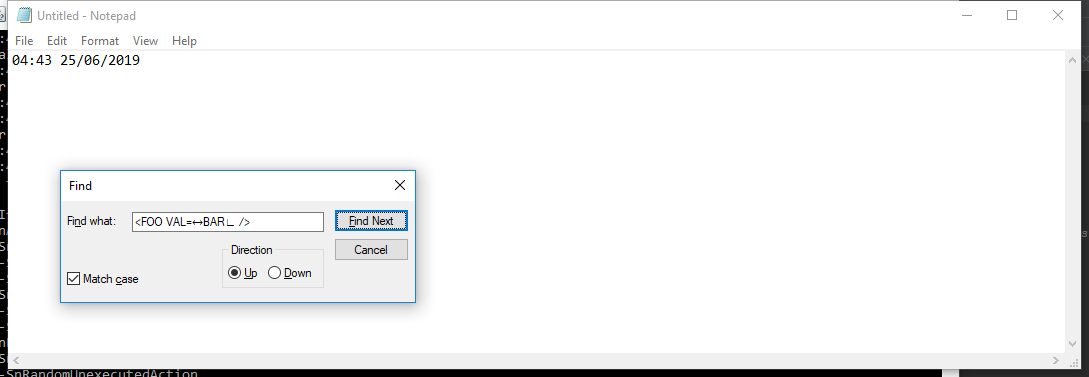 Untitled - Notepad
File Edit Format View Help
04:43 25/06/2019
Find
Find what: <FOO VAL=↔BAR∟ /> Find Next
Direction Cancel
Up Down
Match case
-SnRandomUnexecutedAction